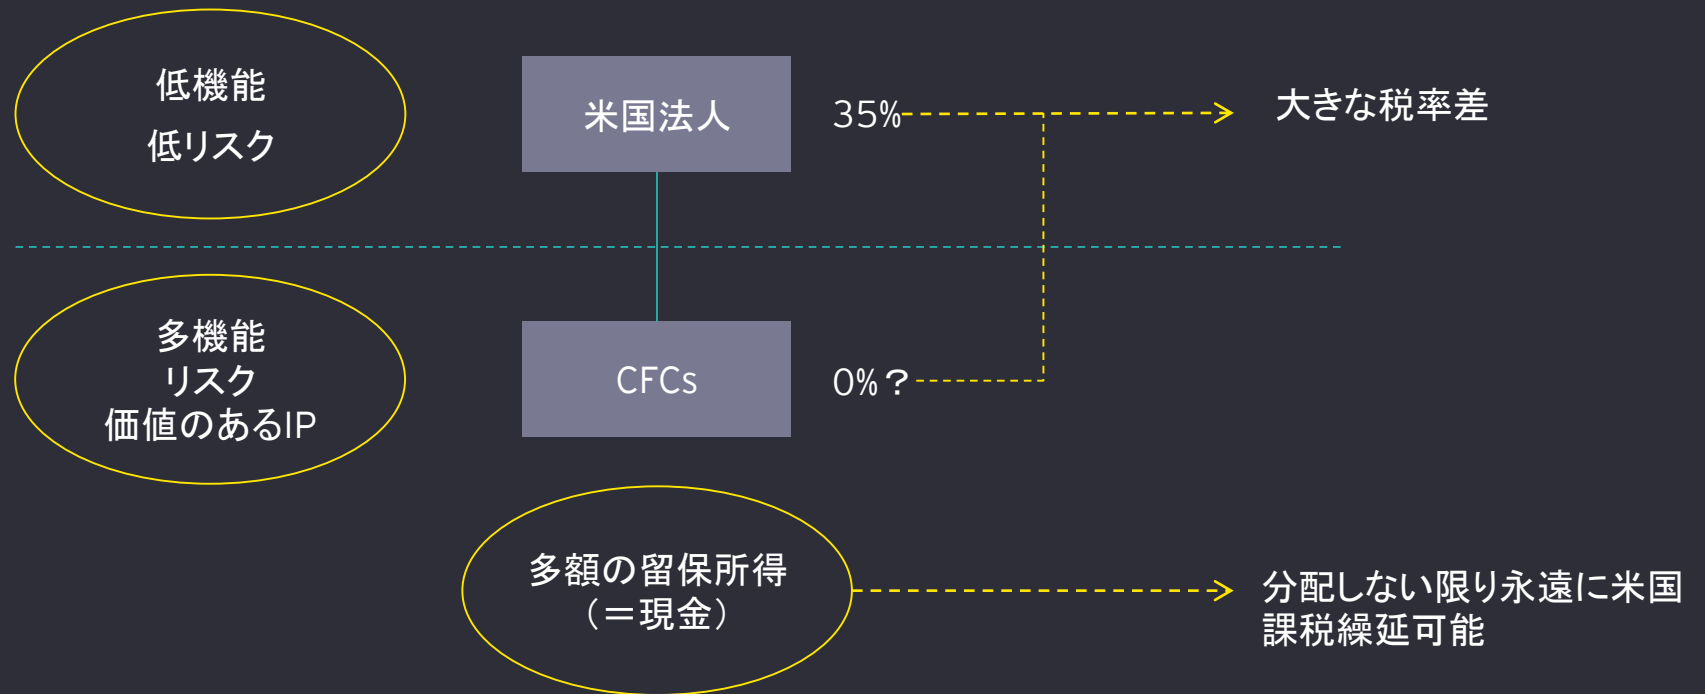 低機能
低リスク
米国法人
35%
大きな税率差
多機能
リスク
価値のあるIP
CFCs
0%？
多額の留保所得
（＝現金）
分配しない限り永遠に米国
課税繰延可能